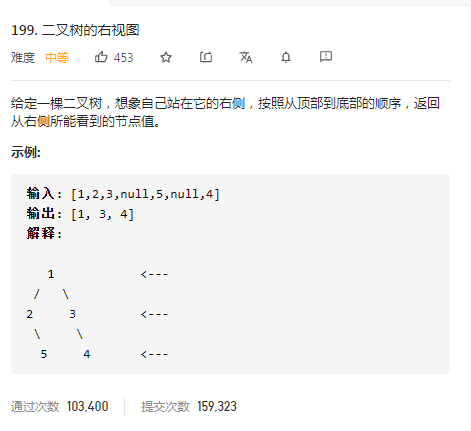 199. 二叉树的右视图
难度 中等 453
给定一棵二叉树，想象自己站在它的右侧，按照从顶部到底部的顺序，返回
从右侧所能看到的节点值。
示例:
输入: [1,2,3,null,5,null,4]
输出: [1, 3, 4]
解释:
1 <---
/ \
2 3 <---
\ \
5 4 <---
通过次数 103,400 提交次数 159,323